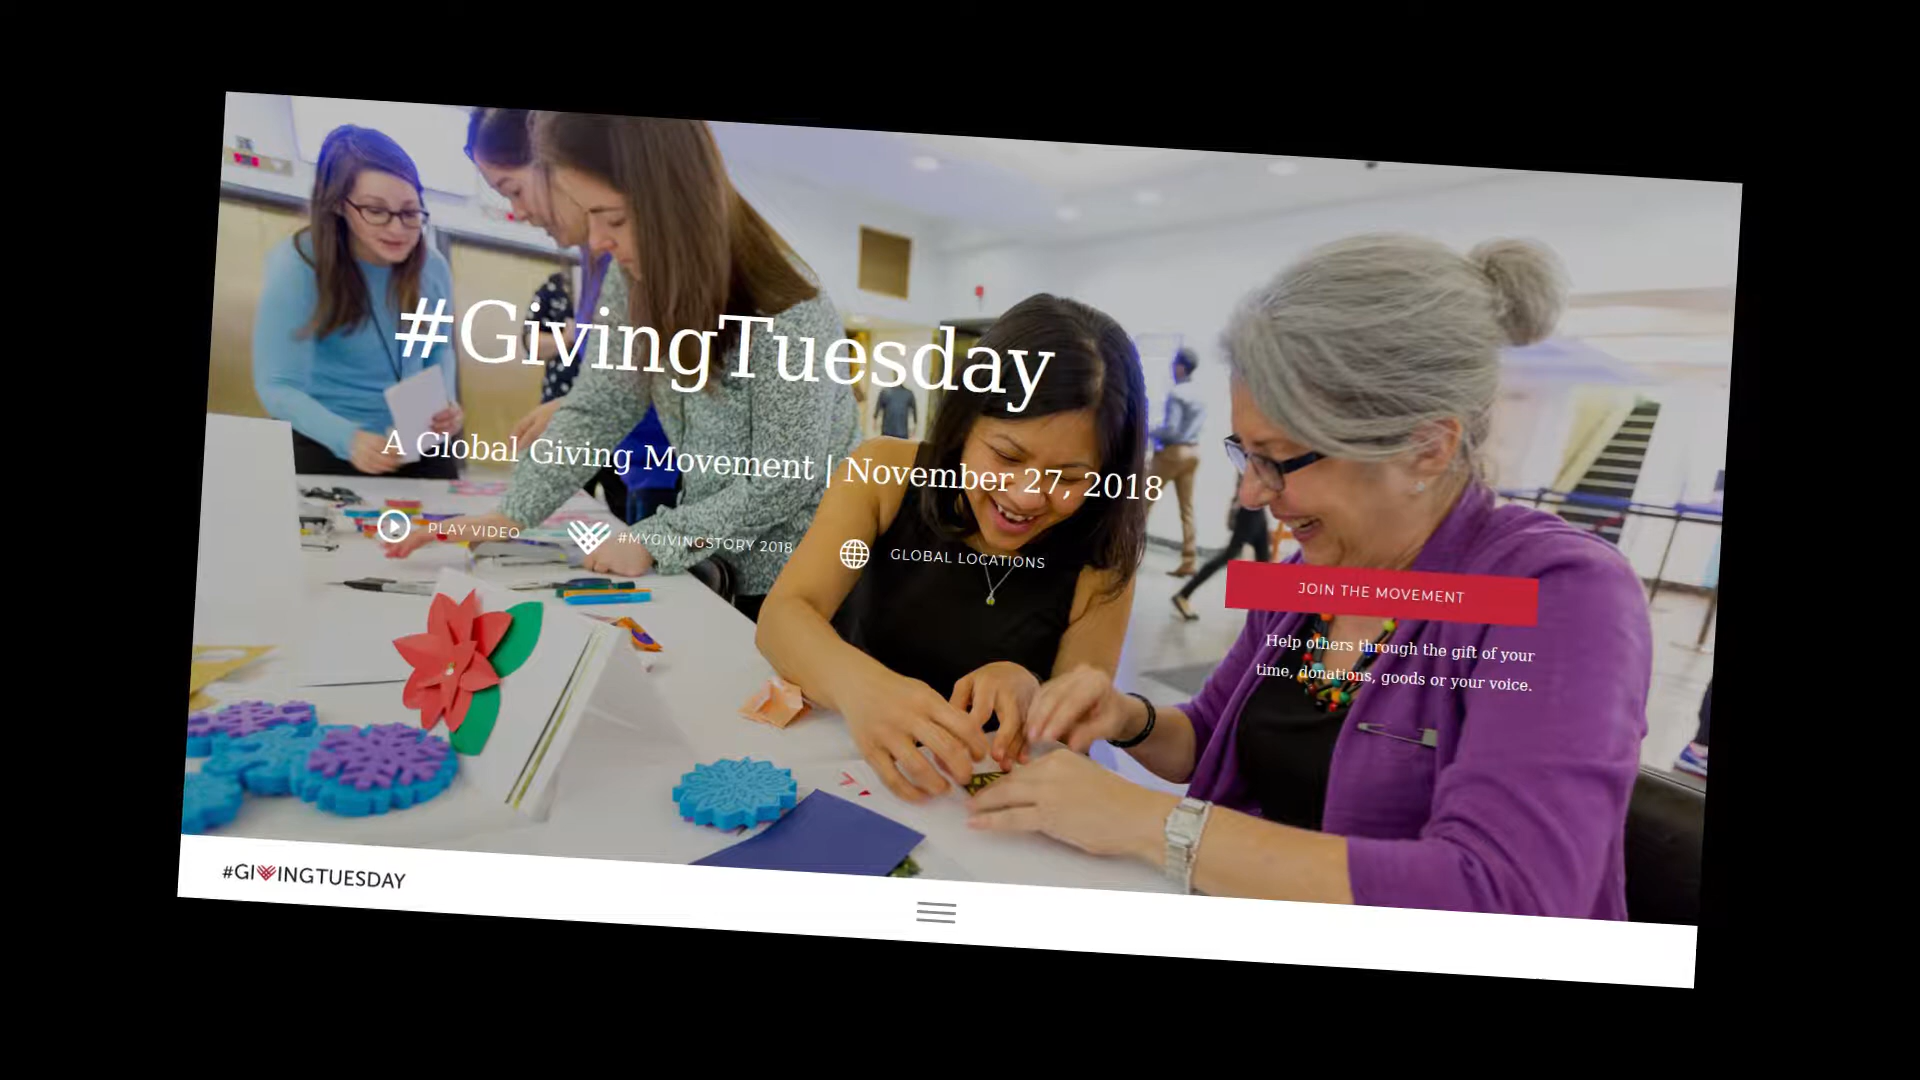 #GivingTuesday
A Global Giving Movement | November 27, 2018
PLAY VIDEO
#MYGIVINGSTORY 2018
GLOBAL LOCATIONS
JOIN THE MOVEMENT
Help others through the gift of your
time, donations, goods or your voice.
#GIVINGTUESDAY